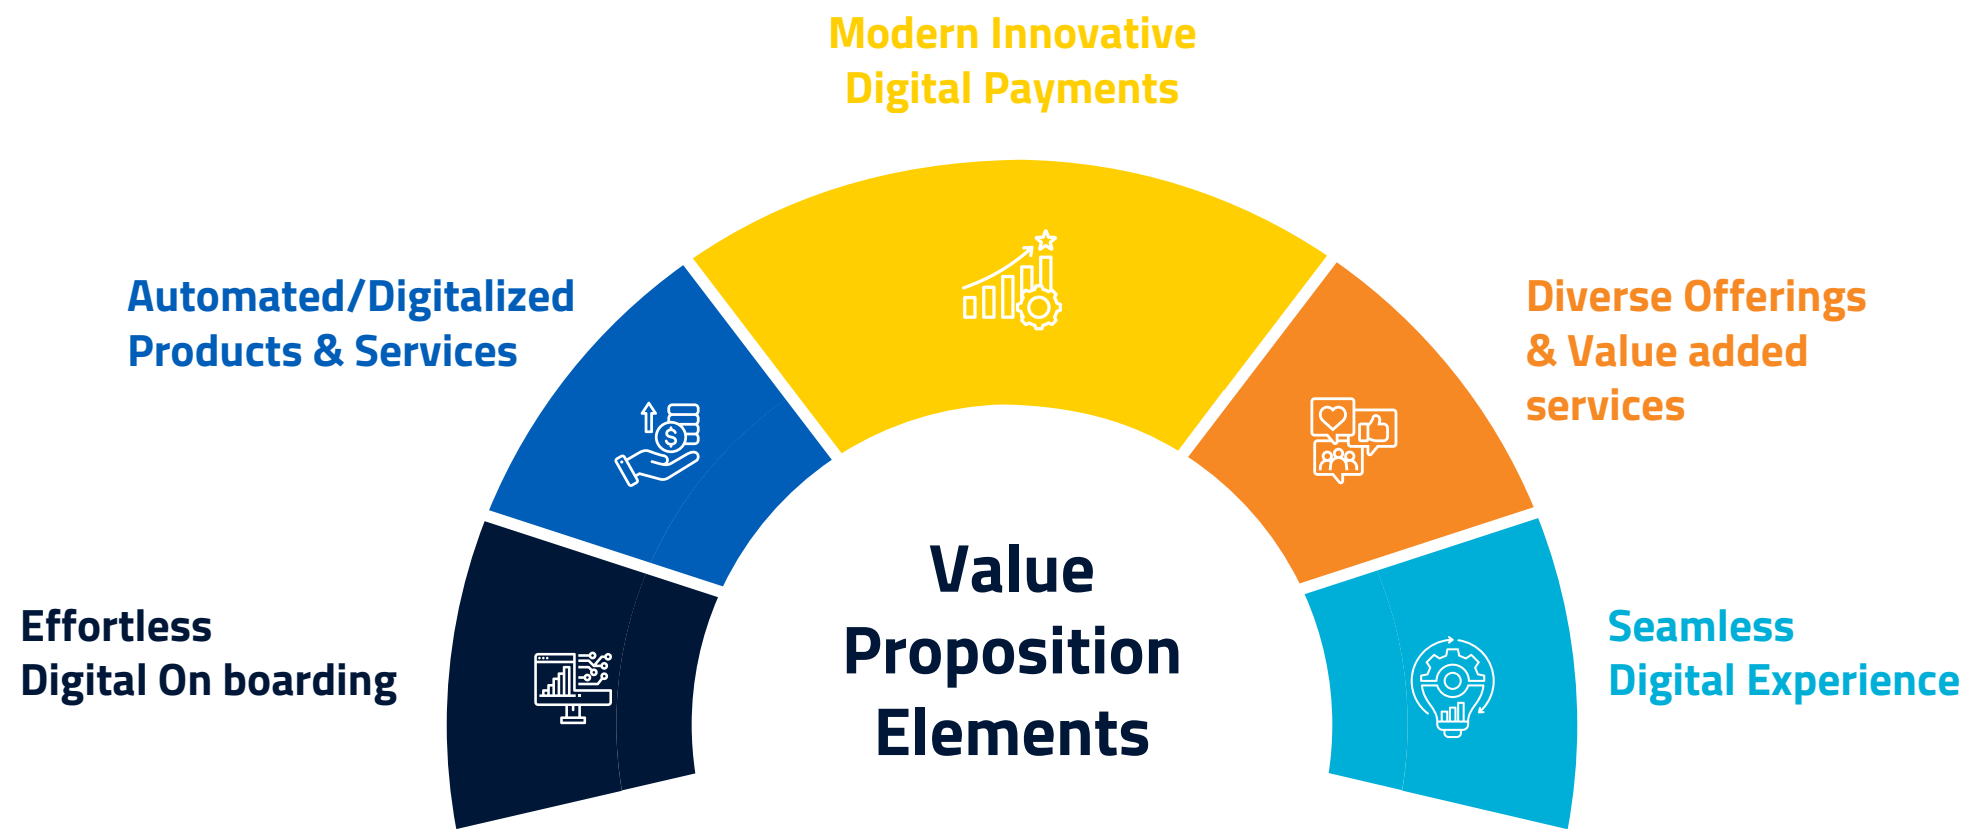 Modern Innovative
Digital Payments
Automated/Digitalized
Products & Services
Diverse Offerings
& Value added
services
Effortless
Digital On boarding
Value
Proposition
Elements
Seamless
Digital Experience